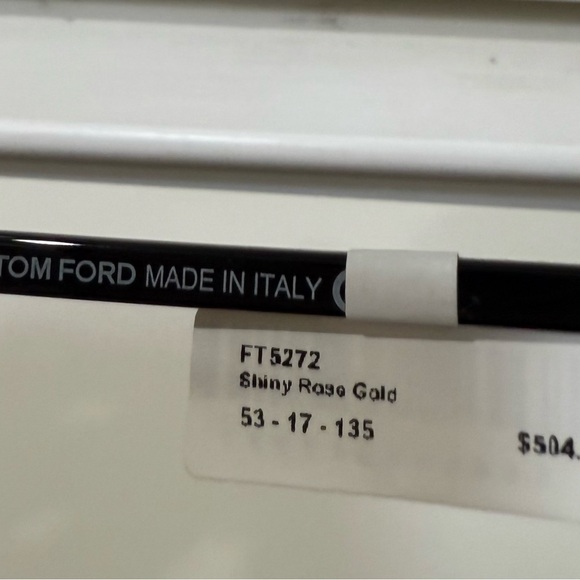 TOM FORD MADE IN ITALY
FT5272
Shiny Rose Gold
53 - 17 - 135
$504.